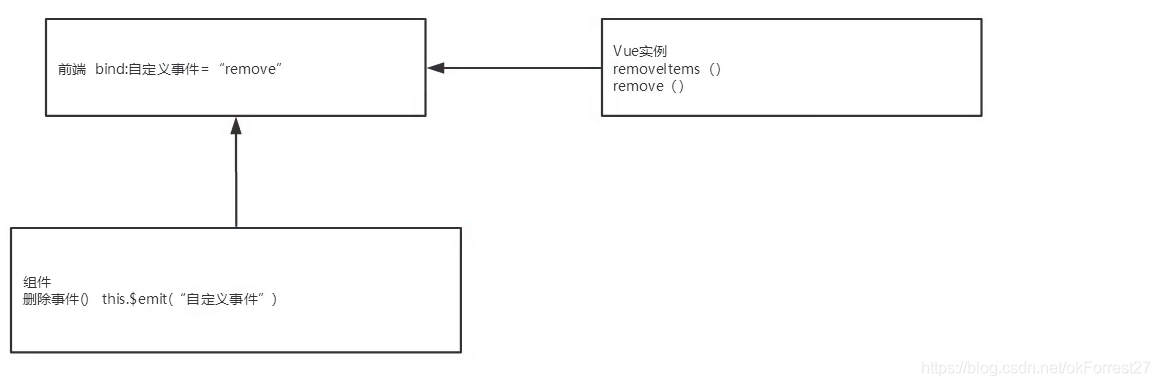 前端 bind:自定义事件=“remove”
Vue实例
removeItems（）
remove（）
组件
删除事件() this.$emit(“自定义事件”)
https://blog.csdn.net/okForrest27